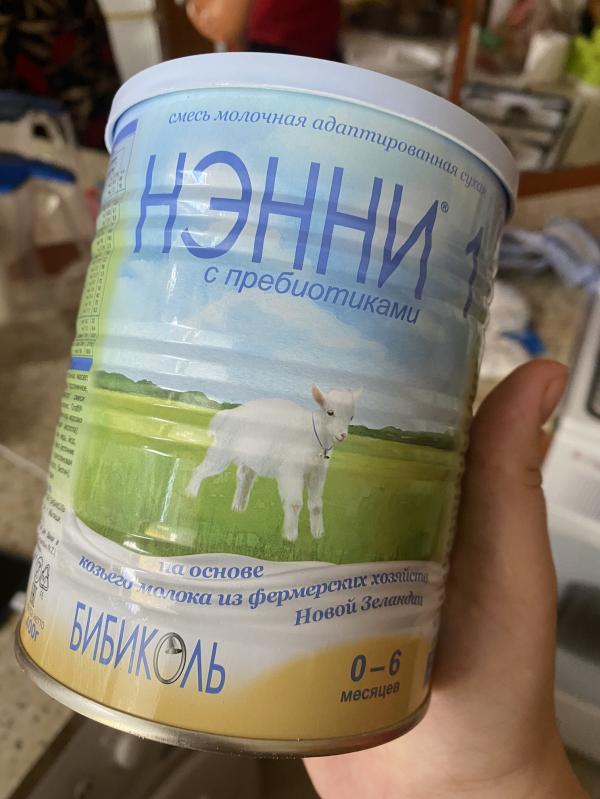 смесь молочная адаптированная сухая
НЭННИ® 1
с пребиотиками
на основе
козьего молока из фермерских хозяйств
Новой Зеландии
БИБИКОЛЬ
0–6
месяцев